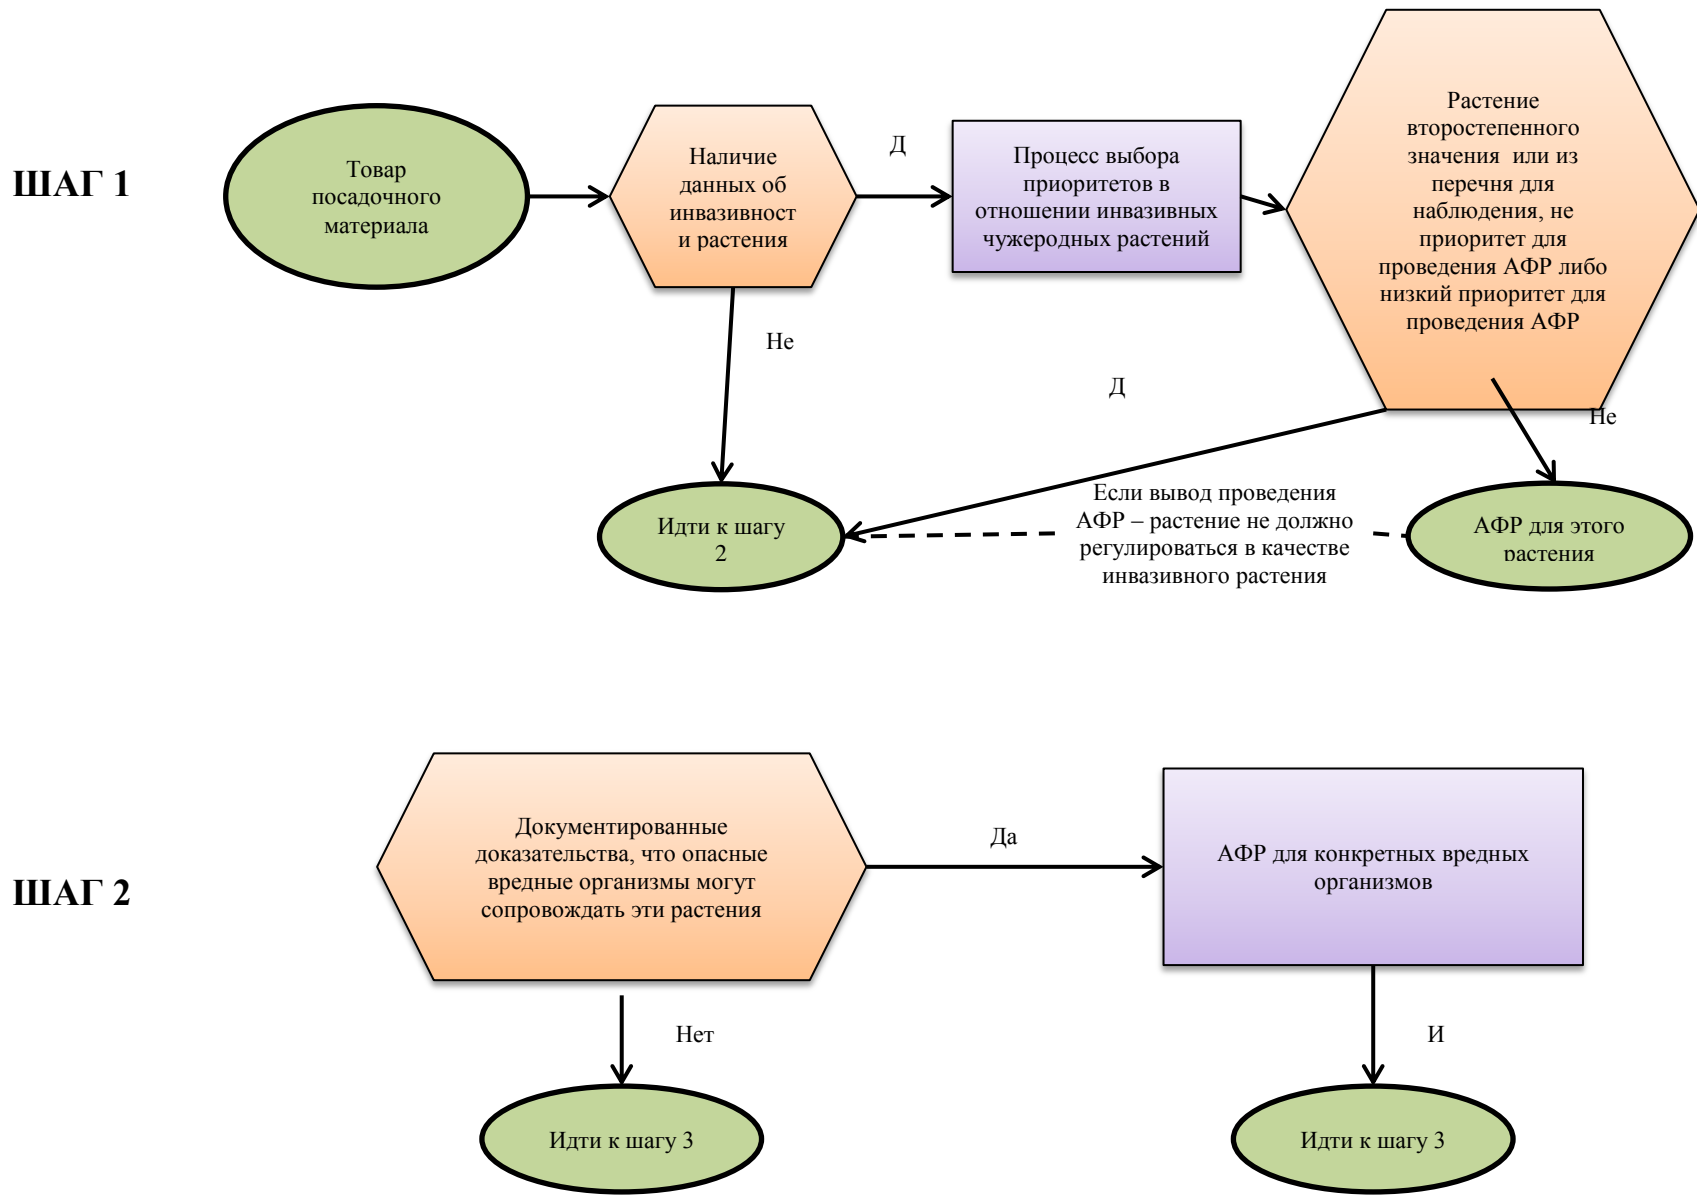 ШАГ 1
Товар
посадочного
материала
Наличие
данных об
инвазивност
и растения
Д
Процесс выбора
приоритетов в
отношении инвазивных
чужеродных растений
Растение
второстепенного
значения или из
перечня для
наблюдения, не
приоритет для
проведения АФР либо
низкий приоритет для
проведения АФР
Не
Д
Не
Идти к шагу
2
Если вывод проведения
АФР – растение не должно
регулироваться в качестве
инвазивного растения
АФР для этого
растения
ШАГ 2
Документированные
доказательства, что опасные
вредные организмы могут
сопровождать эти растения
Да
АФР для конкретных вредных
организмов
Нет
И
Идти к шагу 3
Идти к шагу 3